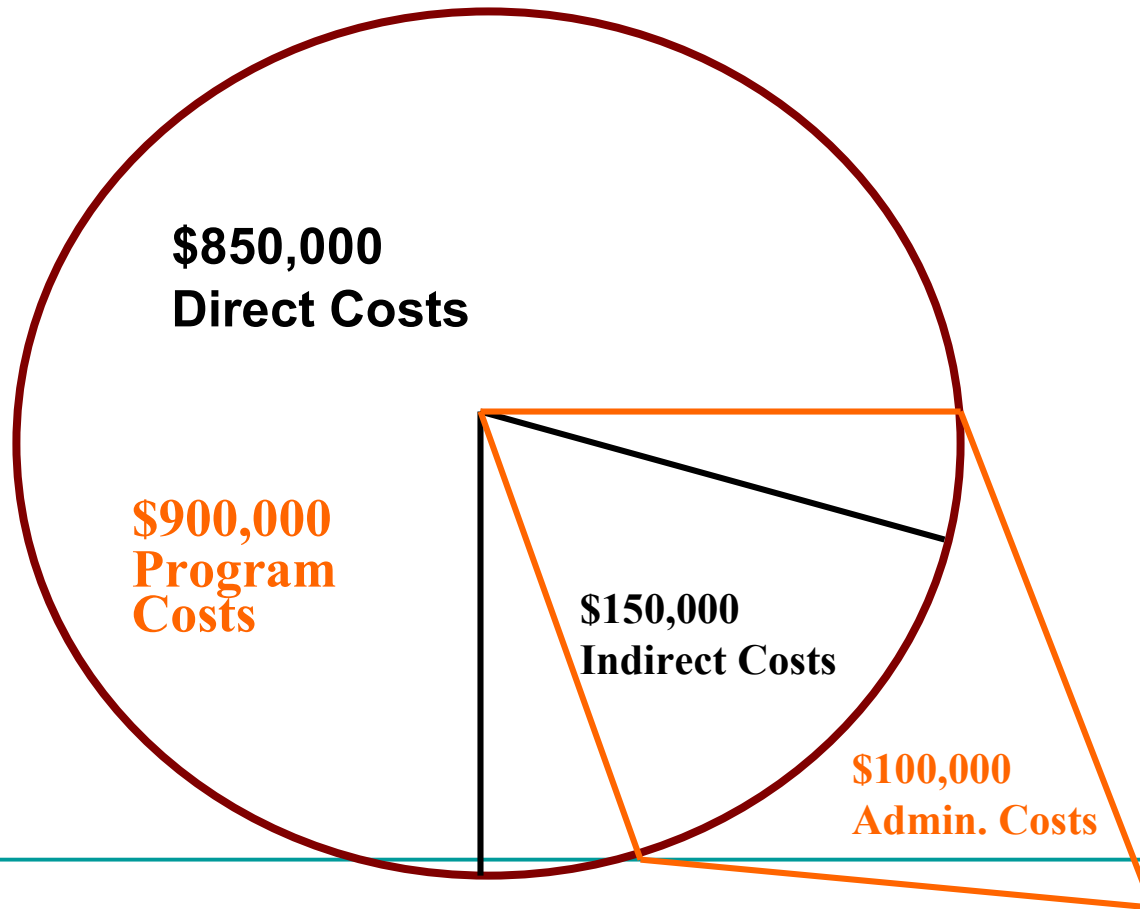 $850,000
Direct Costs
$900,000
Program
Costs
$150,000
Indirect Costs
$100,000
Admin. Costs